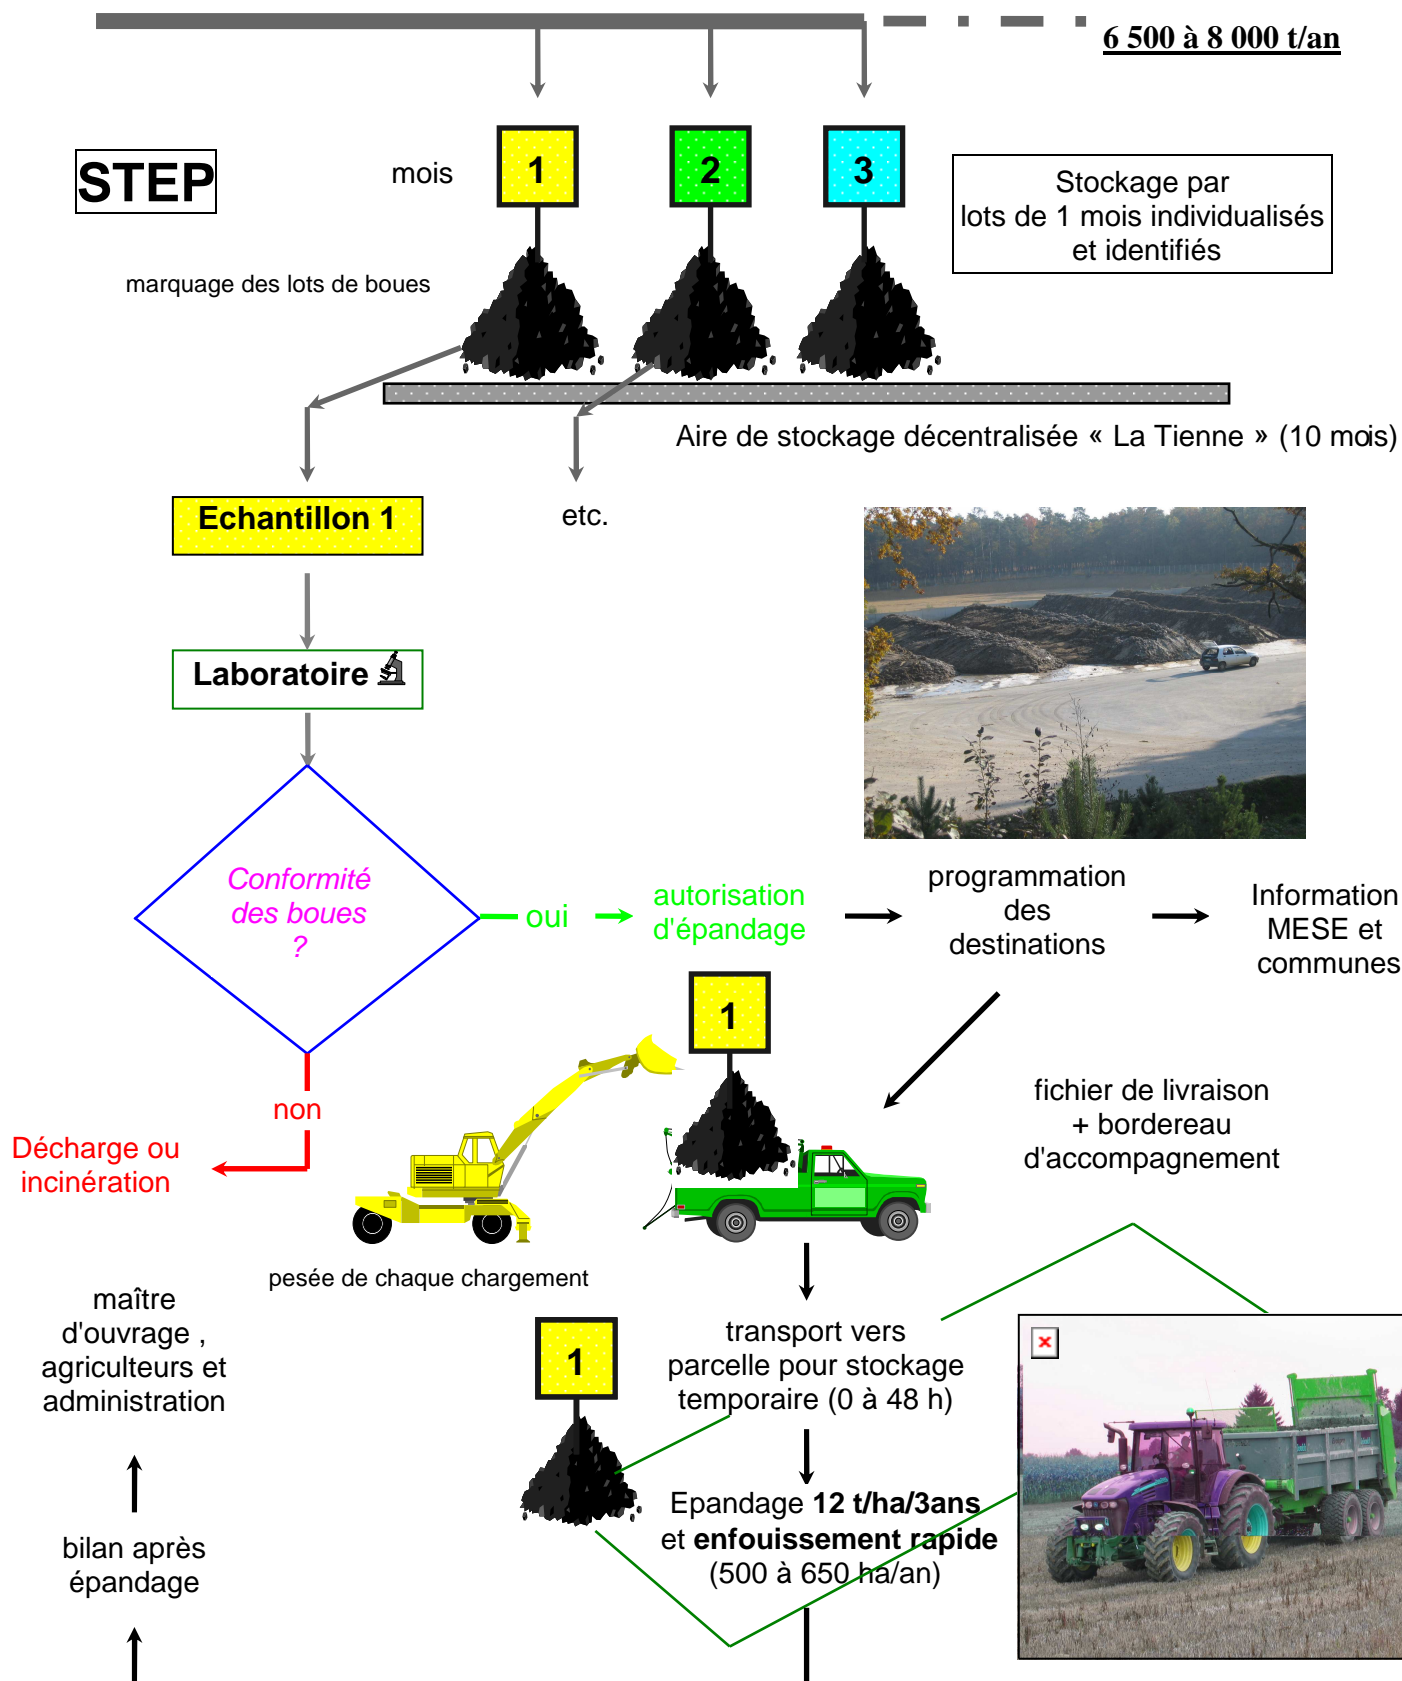 6 500 à 8 000 t/an
STEP
mois
1
2
3
Stockage par
lots de 1 mois individualisés
et identifiés
marquage des lots de boues
Aire de stockage décentralisée « La Tienne » (10 mois)
Echantillon 1
etc.
Laboratoire
Conformité
des boues
?
oui
autorisation
d'épandage
programmation
des
destinations
Information
MESE et
communes
1
non
Décharge ou
incinération
fichier de livraison
+ bordereau
d'accompagnement
pesée de chaque chargement
maître
d'ouvrage ,
agriculteurs et
administration
1
transport vers
parcelle pour stockage
temporaire (0 à 48 h)
Epandage 12 t/ha/3ans
et enfouissement rapide
(500 à 650 ha/an)
bilan après
épandage